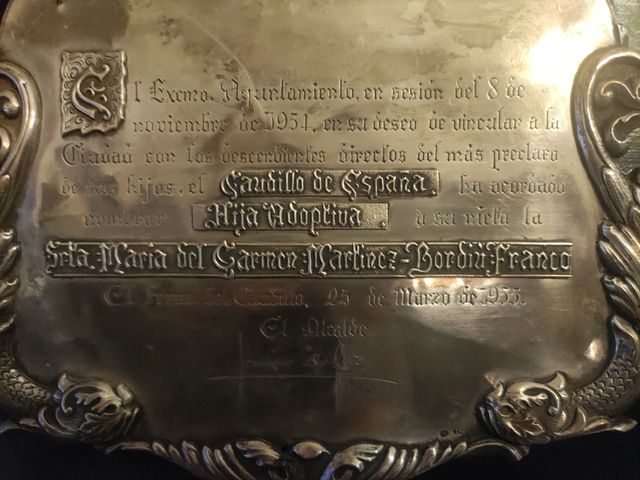 El Excmo. Ayuntamiento, en sesión del 8 de
noviembre de 1954, en su deseo de vincular a la
Ciudad con los descendientes directos del más preclaro
de sus hijos, el Caudillo de España, ha acordado
nombrar Hija Adoptiva, a su nieta la
Srta. Maria del Carmen Martinez-Bordiú Franco
El Ferrol del Caudillo, 25 de Marzo de 1955.
El Alcalde